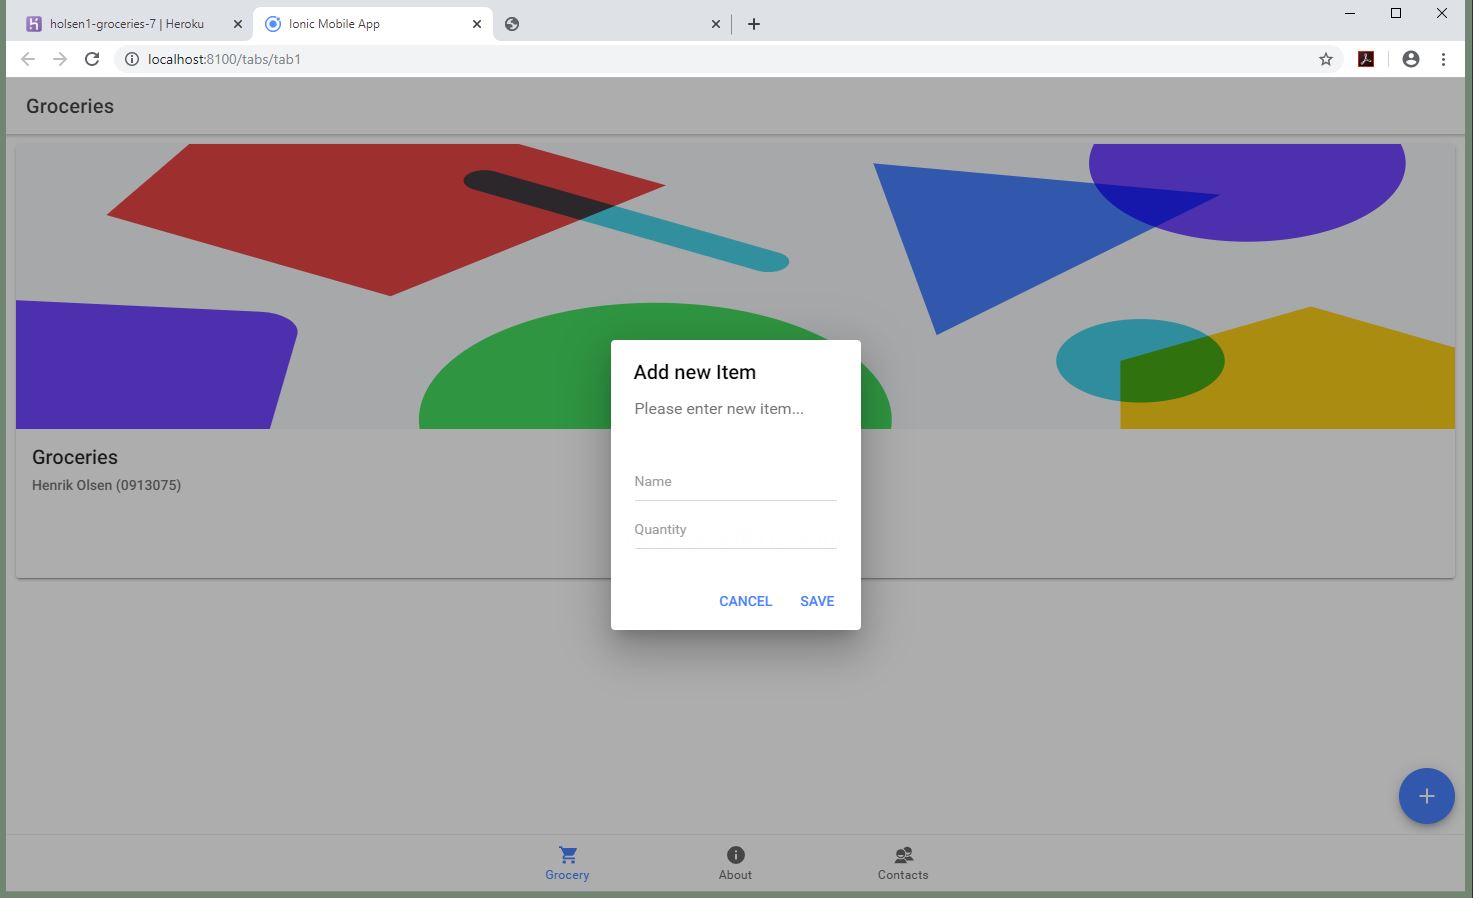 holsen1-groceries-7 | Heroku
Ionic Mobile App
localhost:8100/tabs/tab1
Groceries
Groceries
Henrik Olsen (0913075)
Add new Item
Please enter new item...
Name
Quantity
CANCEL SAVE
Grocery
About
Contacts